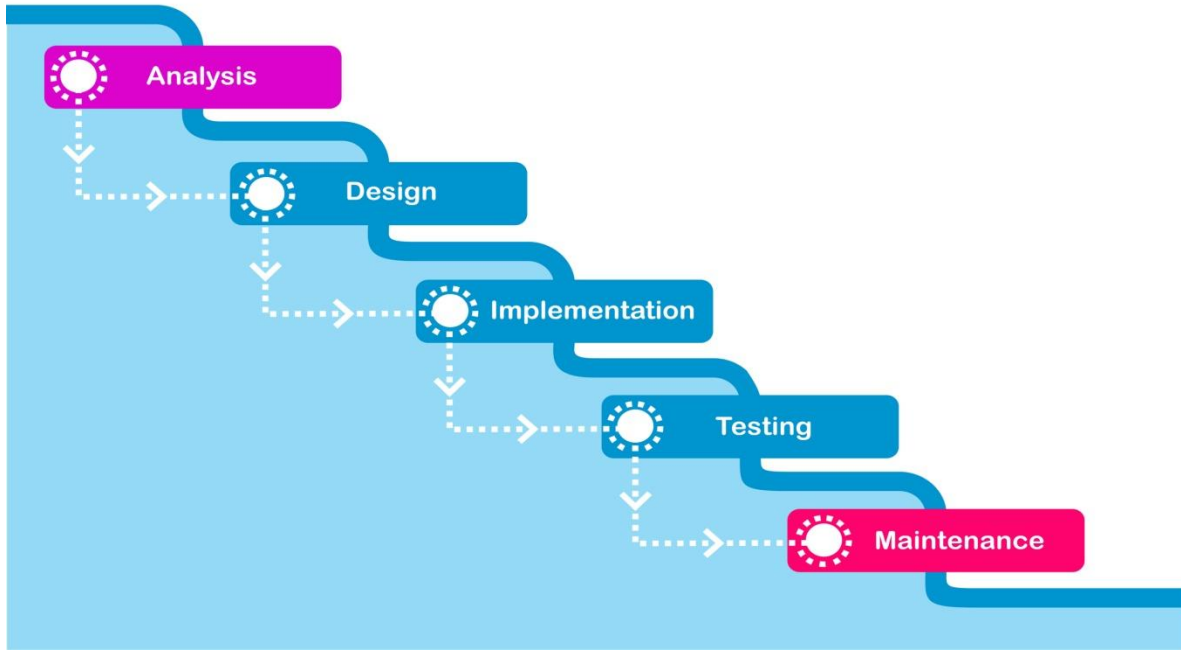 Analysis
Design
Implementation
Testing
Maintenance